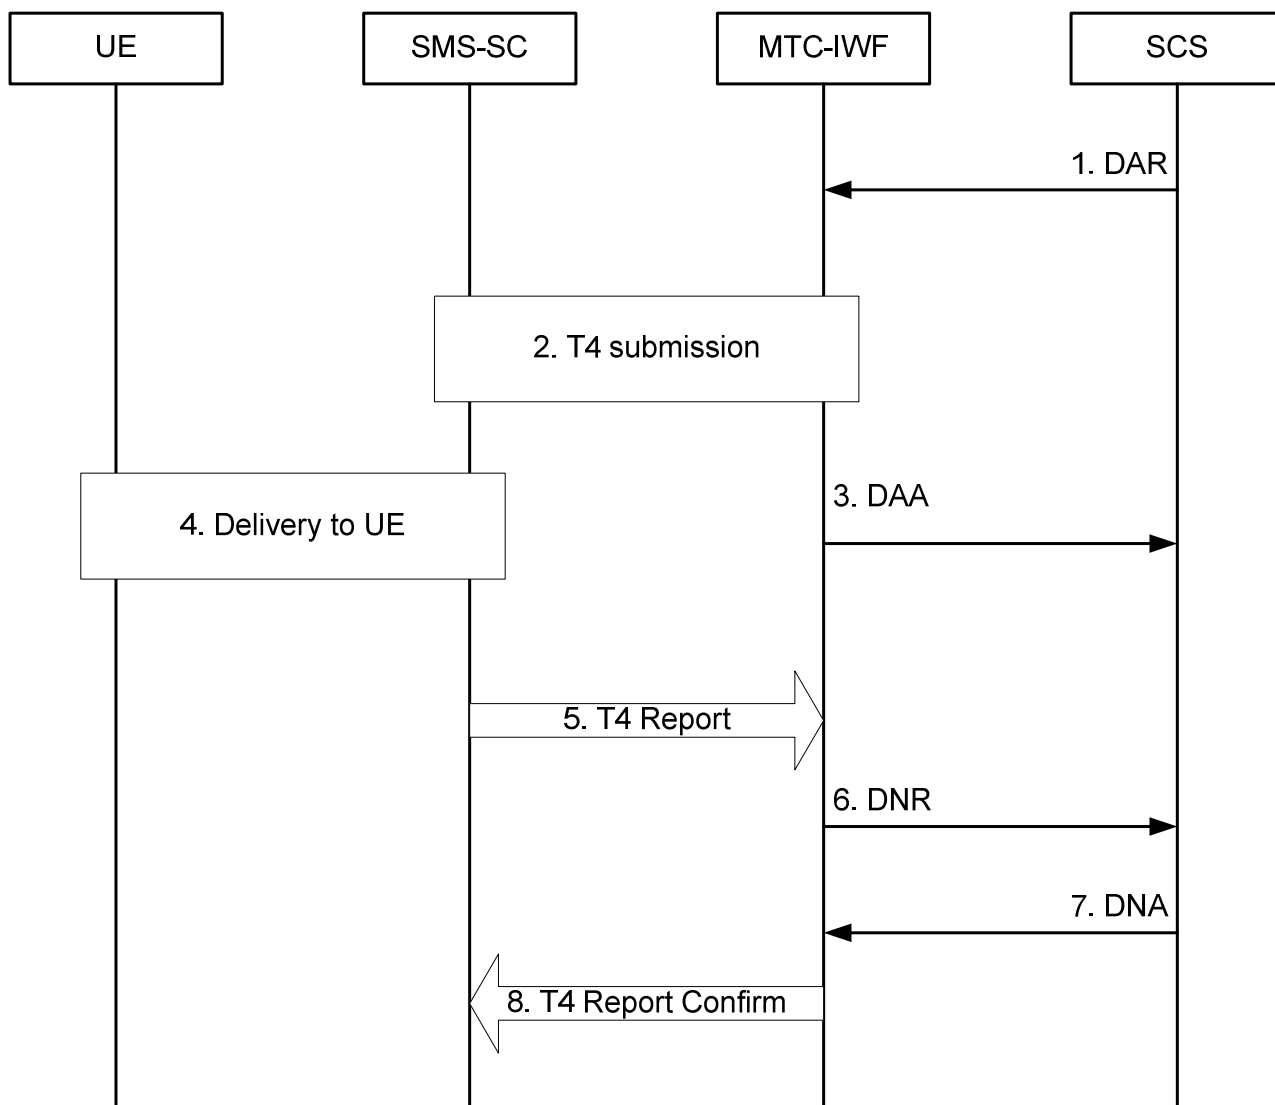 UE
SMS-SC
MTC-IWF
SCS
1. DAR
2. T4 submission
3. DAA
4. Delivery to UE
5. T4 Report
6. DNR
7. DNA
8. T4 Report Confirm